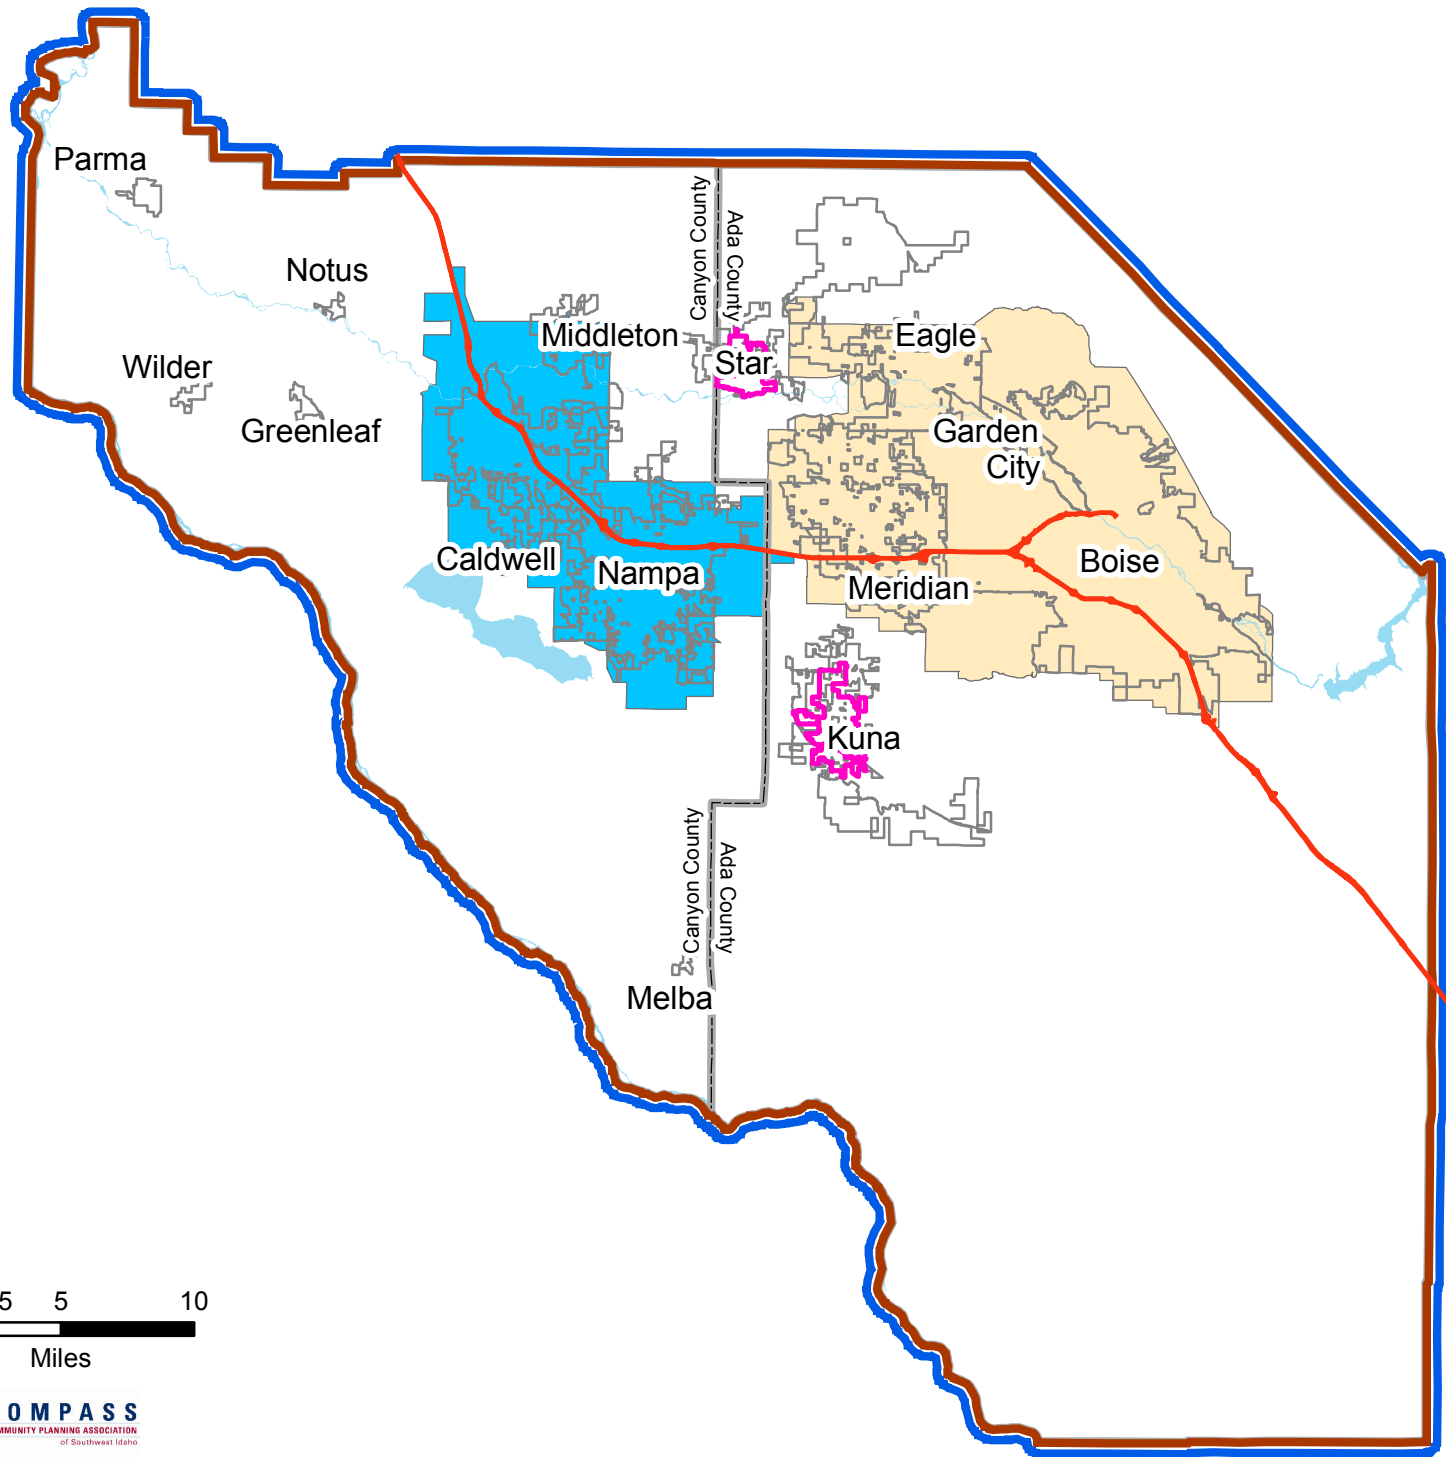 Parma
Canyon County
Ada County
Notus
Middleton
Star
Eagle
Wilder
Greenleaf
Garden
City
Caldwell
Nampa
Meridian
Boise
Kuna
Canyon County
Ada County
Melba
5 5 10
Miles
OMPASS
MMUNITY PLANNING ASSOCIATION
of Southwest Idaho